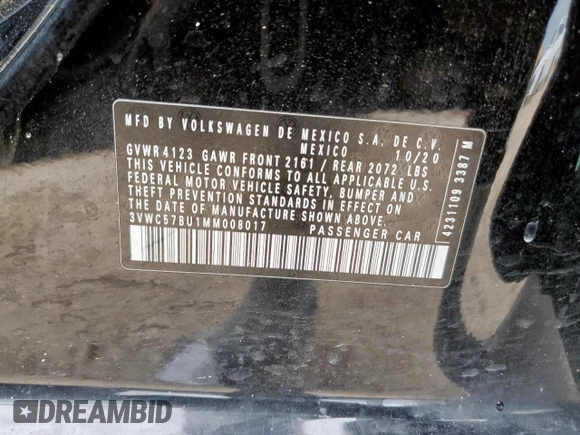 MFD BY VOLKSWAGEN DE MEXICO S.A. DE C.V.
MEXICO 10/20
GVWR 4123 GAWR FRONT 2161 / REAR 2072 LBS
THIS VEHICLE CONFORMS TO ALL APPLICABLE U.S.
FEDERAL MOTOR VEHICLE SAFETY, BUMPER AND
THEFT PREVENTION STANDARDS IN EFFECT ON
THE DATE OF MANUFACTURE SHOWN ABOVE.
3VWC57BU1MM008017 PASSENGER CAR
4231109 3387 M
DREAMBID